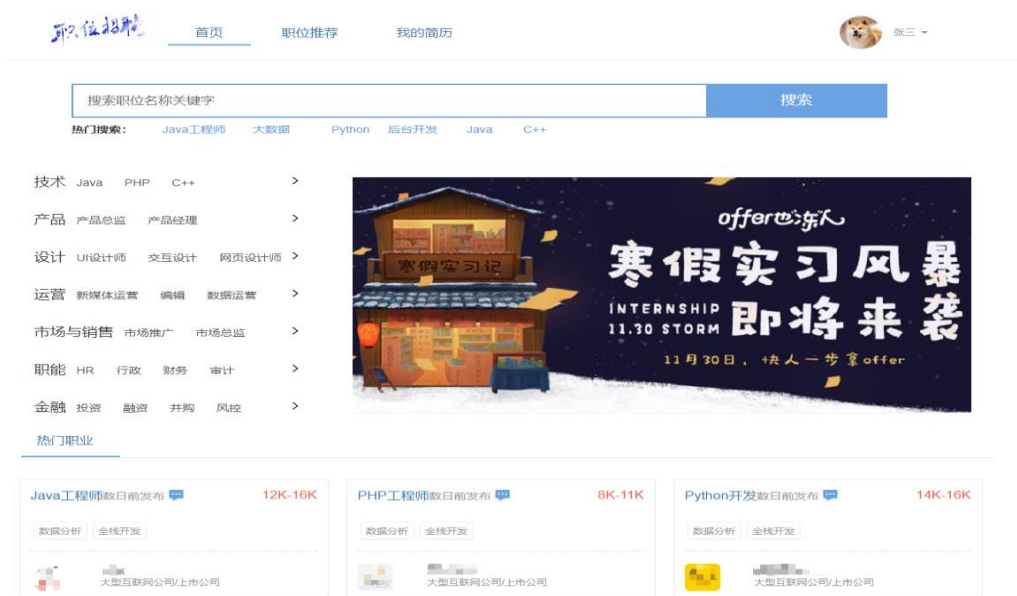 职位招聘 首页 职位推荐 我的简历 张三
搜索职位名称关键字 搜索
热门搜索： Java工程师 大数据 Python 后台开发 Java C++
技术 Java PHP C++ >
产品 产品总监 产品经理 >
设计 UI设计师 交互设计 网页设计师 >
运营 新媒体运营 编辑 数据运营 >
市场与销售 市场推广 市场总监 >
职能 HR 行政 财务 审计 >
金融 投资 融资 并购 风控 >
寒假实习记
offer也冻人
寒假实习风暴
INTERNSHIP
11.30 STORM
即将来袭
11月30日，快人一步享offer
热门职业
Java工程师数日前发布 12K-16K
数据分析 全栈开发
大型互联网公司/上市公司
PHP工程师数日前发布 8K-11K
数据分析 全栈开发
大型互联网公司/上市公司
Python开发数日前发布 14K-16K
数据分析 全栈开发
大型互联网公司/上市公司